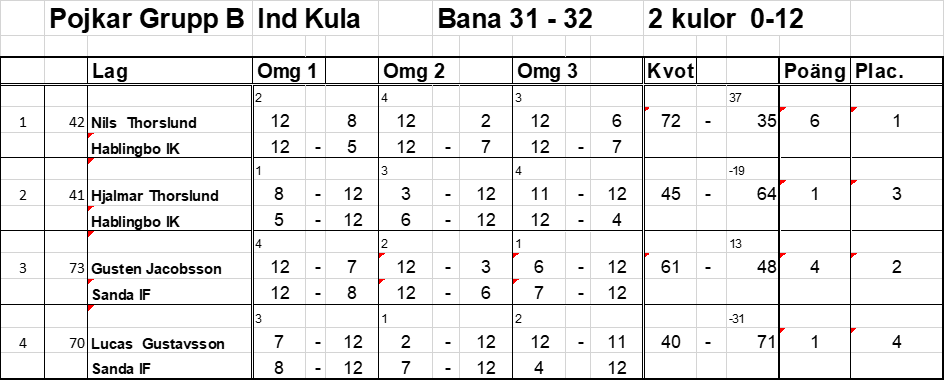 Pojkar Grupp B Ind Kula Bana 31 - 32 2 kulor 0-12
Lag Omg 1 Omg 2 Omg 3 Kvot Poäng Plac.
2 4 3 37
1 42 Nils Thorslund 12 8 12 2 12 6 72 - 35 6 1
Hablingbo IK 12 - 5 12 - 7 12 - 7
1 3 4 -19
2 41 Hjalmar Thorslund 8 - 12 3 - 12 11 - 12 45 - 64 1 3
Hablingbo IK 5 - 12 6 - 12 12 - 4
4 2 1 13
3 73 Gusten Jacobsson 12 - 7 12 - 3 6 - 12 61 - 48 4 2
Sanda IF 12 - 8 12 - 6 7 - 12
3 1 2 -31
4 70 Lucas Gustavsson 7 - 12 2 - 12 12 - 11 40 - 71 1 4
Sanda IF 8 - 12 7 - 12 4 12